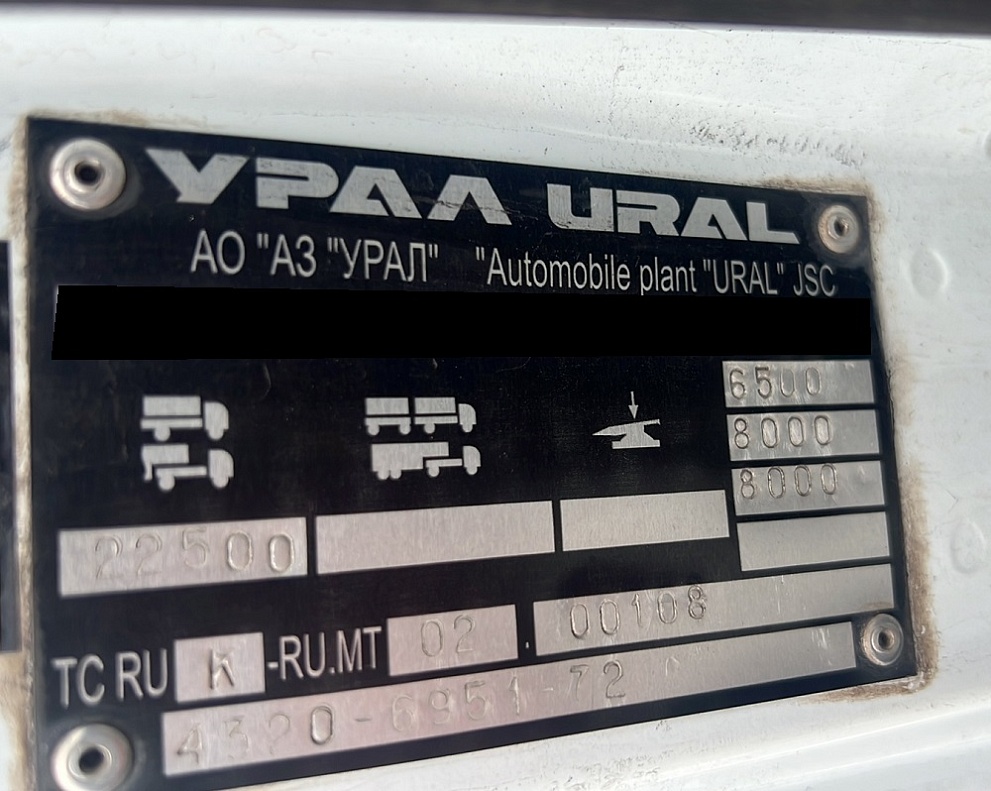 УРАЛ URAL
АО "АЗ "УРАЛ" "Automobile plant "URAL" JSC
6500
8000
8000
22500
TC RU K -RU.MT 02 . 00108
4320-6951-72